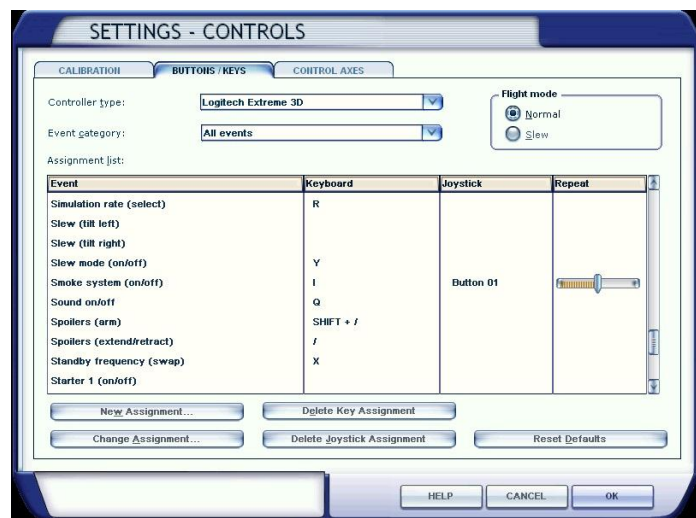 SETTINGS - CONTROLS
CALIBRATION BUTTONS / KEYS CONTROL AXES
Controller type: Logitech Extreme 3D
Flight mode
Normal
Event category: All events
Slew
Assignment list:
Event Keyboard Joystick Repeat
Simulation rate (select) R
Slew (tilt left)
Slew (tilt right)
Slew mode (on/off) Y
Smoke system (on/off) I Button 01
Sound on/off Q
Spoilers (arm) SHIFT + /
Spoilers (extend/retract) /
Standby frequency (swap) X
Starter 1 (on/off)
New Assignment... Delete Key Assignment
Change Assignment... Delete Joystick Assignment Reset Defaults
HELP CANCEL OK